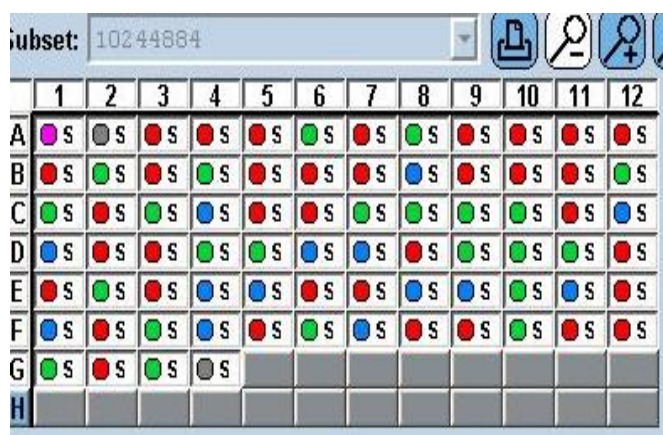 Subset: 10244884
1 2 3 4 5 6 7 8 9 10 11 12
A S S S S S S S S S S S S
B S S S S S S S S S S S S
C S S S S S S S S S S S S
D S S S S S S S S S S S S
E S S S S S S S S S S S S
F S S S S S S S S S S S S
G S S S S
H